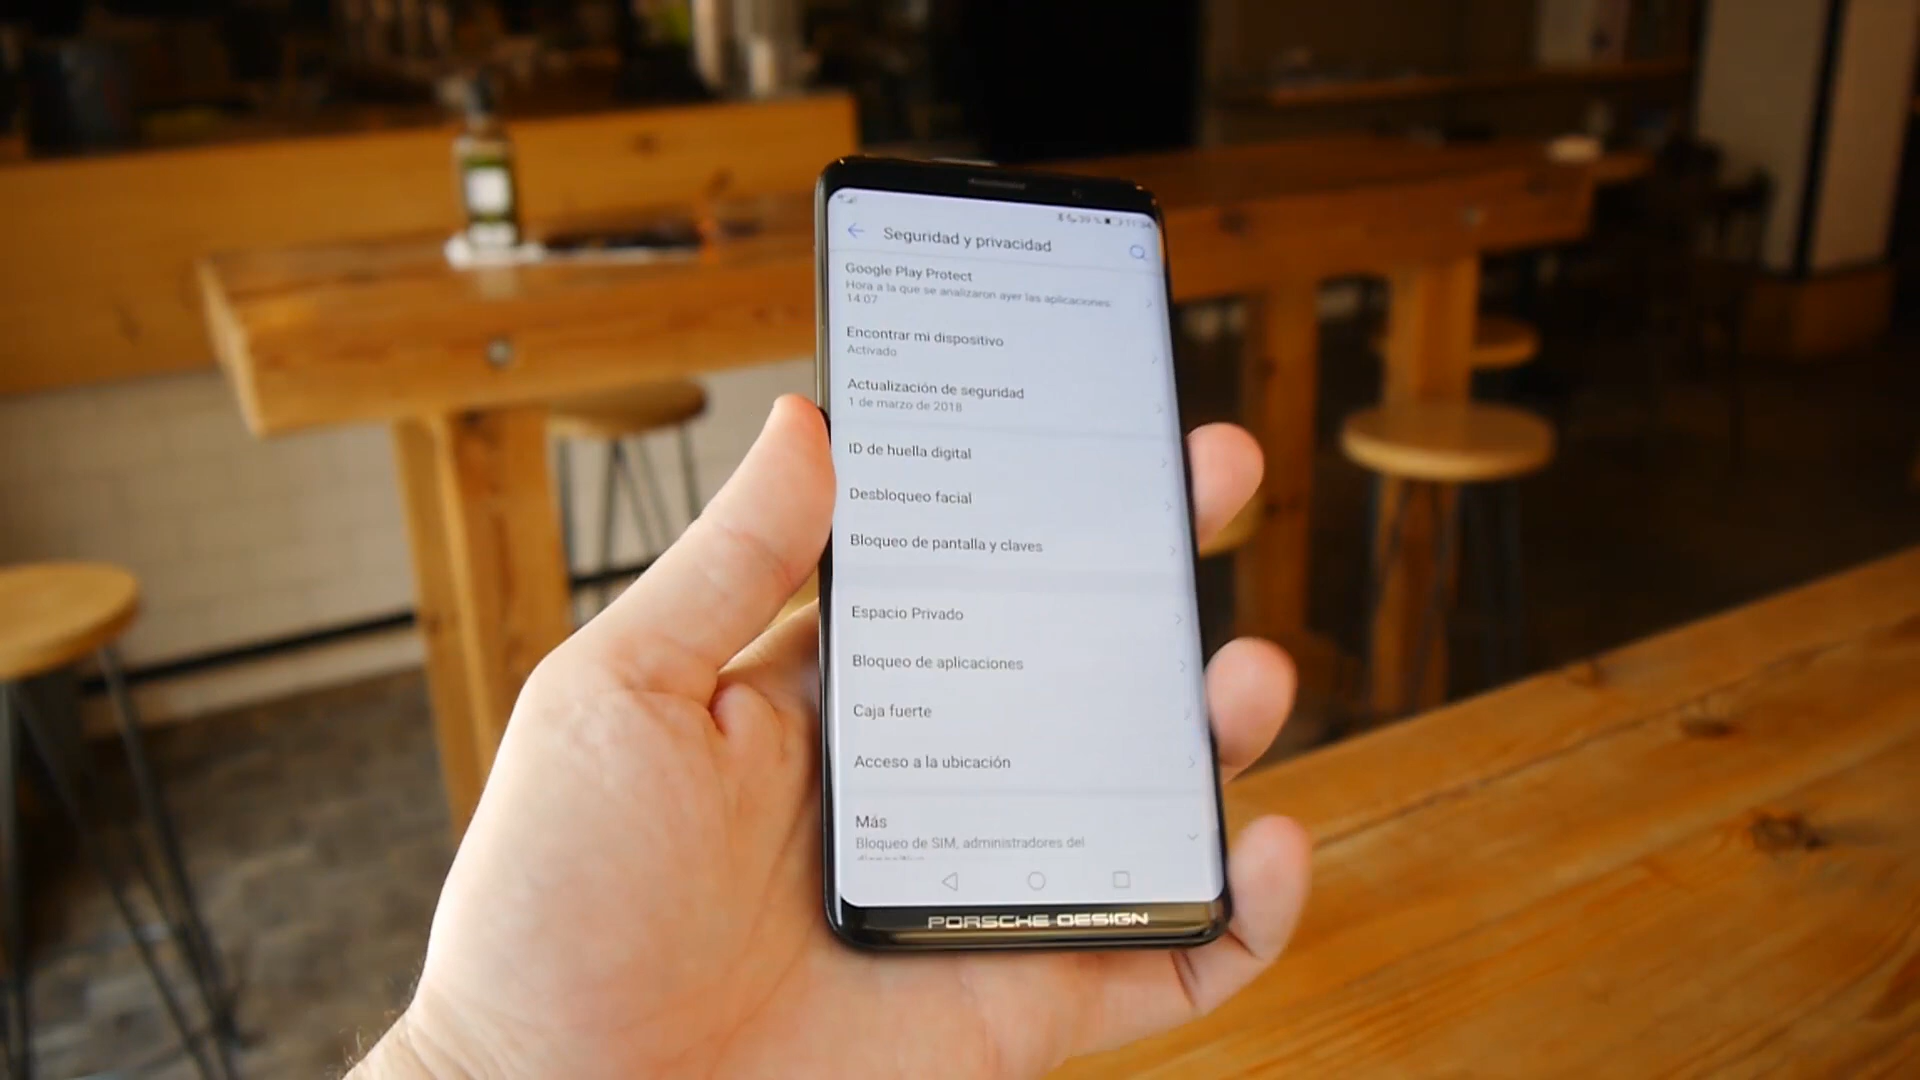 Seguridad y privacidad
Google Play Protect
Hora a la que se analizaron ayer las aplicaciones:
14:07
Encontrar mi dispositivo
Activado
Actualización de seguridad
1 de marzo de 2018
ID de huella digital
Desbloqueo facial
Bloqueo de pantalla y claves
Espacio Privado
Bloqueo de aplicaciones
Caja fuerte
Acceso a la ubicación
Más
Bloqueo de SIM, administradores del
PORSCHE DESIGN